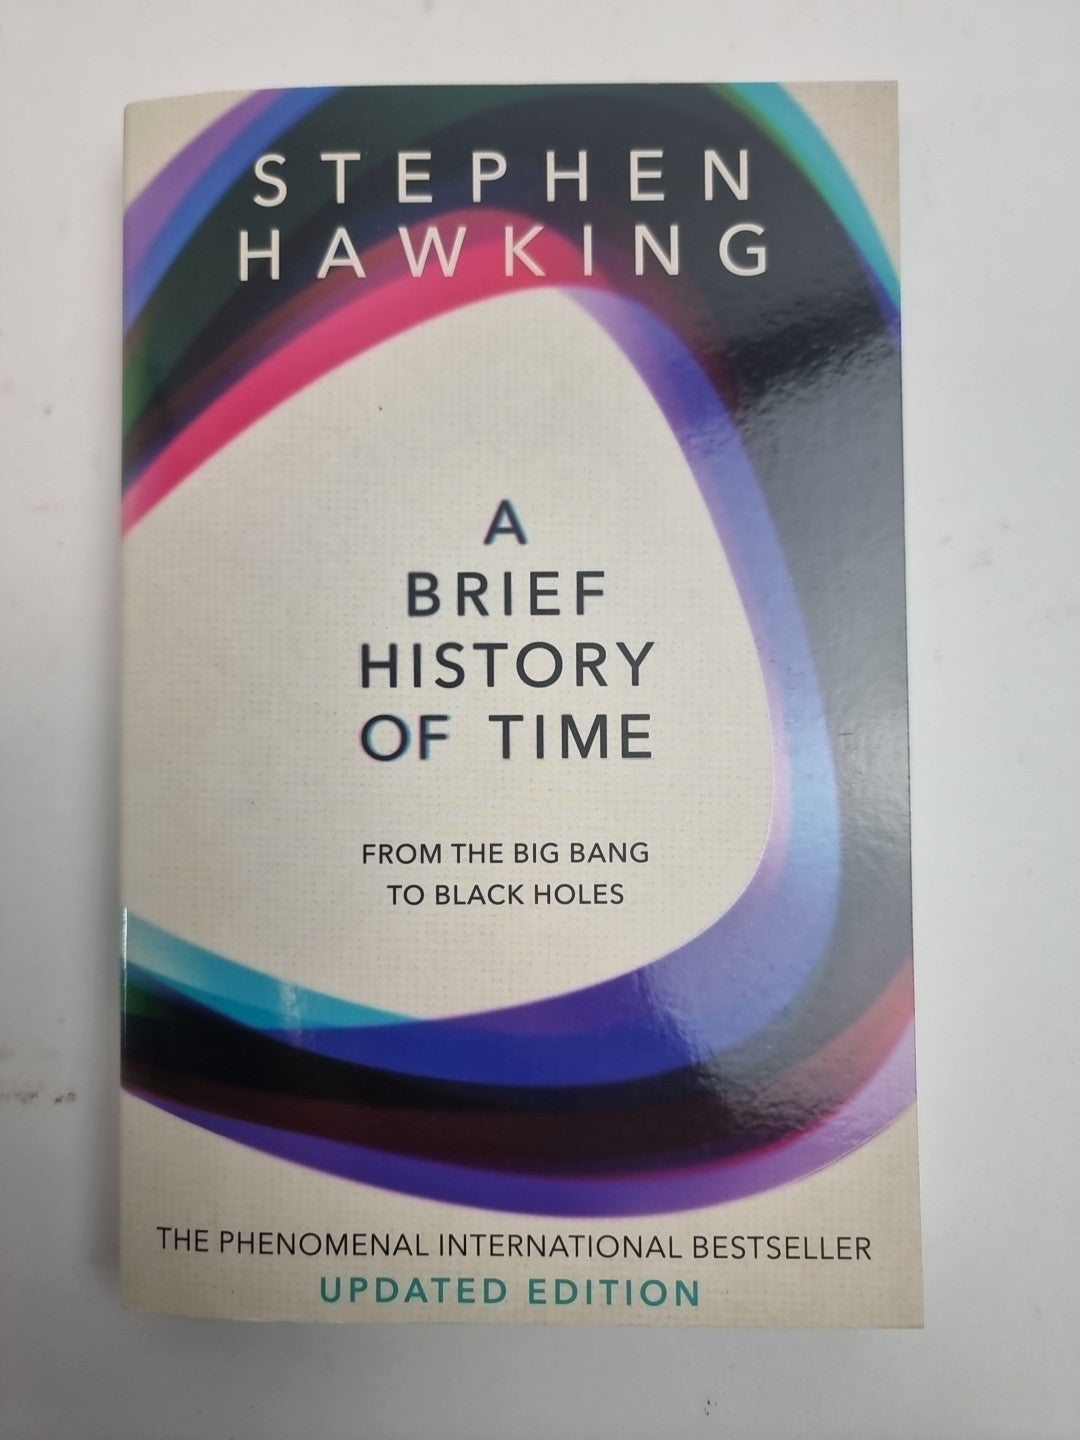 STEPHEN
HAWKING
A
BRIEF
HISTORY
OF TIME
FROM THE BIG BANG
TO BLACK HOLES
THE PHENOMENAL INTERNATIONAL BESTSELLER
UPDATED EDITION